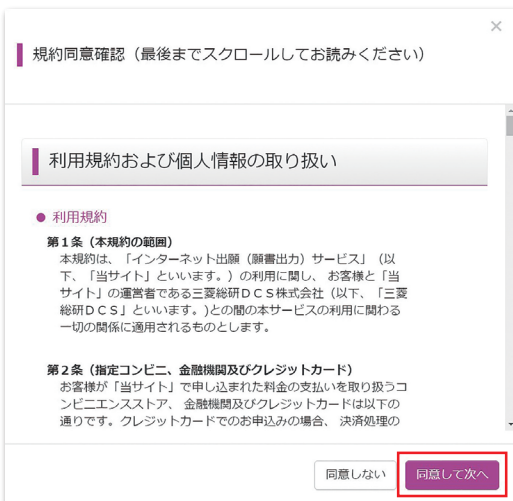 ×
規約同意確認（最後までスクロールしてお読みください）
利用規約および個人情報の取り扱い
● 利用規約
第１条（本規約の範囲）
本規約は、「インターネット出願（願書出力）サービス」（以
下、「当サイト」といいます。）の利用に関し、 お客様と「当
サイト」の運営者である三菱総研ＤＣＳ株式会社（以下、「三菱
総研ＤＣＳ」といいます。)との間の本サービスの利用に関わる
一切の関係に適用されるものとします。
第２条（指定コンビニ、金融機関及びクレジットカード）
お客様が「当サイト」で申し込まれた料金の支払いを取り扱うコ
ンビニエンスストア、 金融機関及びクレジットカードは以下の
通りです。クレジットカードでのお申込みの場合、 決済処理の
同意しない
同意して次へ